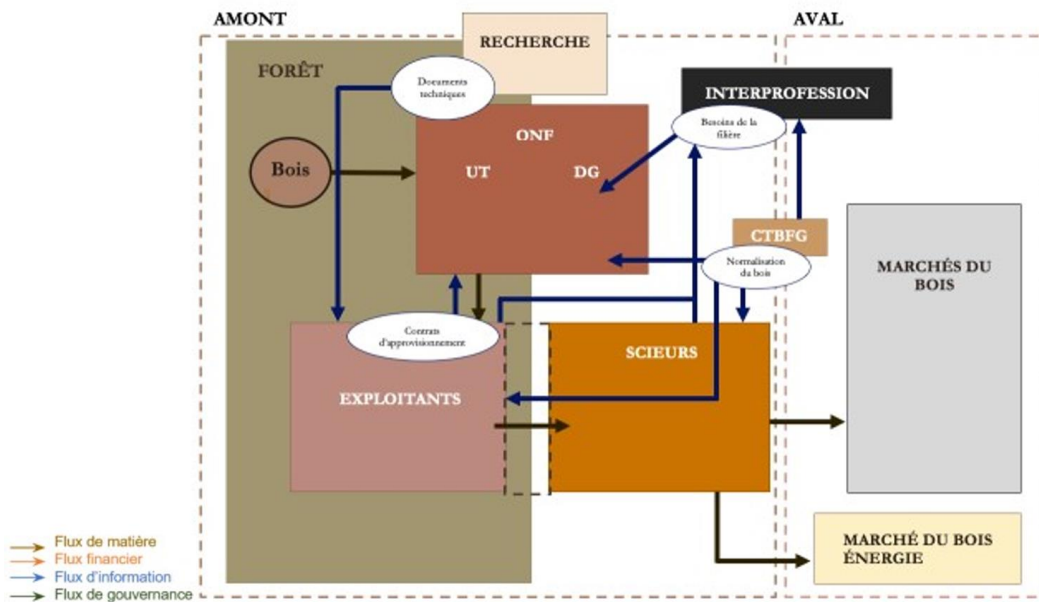 AMONT
AVAL
RECHERCHE
FORÊT
Documents
techniques
INTERPROFESSION
Besoins de la
filière
ONF
UT
DG
Bois
CTBFG
Normalisation
du bois
MARCHÉS DU
BOIS
Contrats
d'approvisionnement
SCIEURS
EXPLOITANTS
MARCHÉ DU BOIS
ÉNERGIE
Flux de matière
Flux financier
Flux d'information
Flux de gouvernance